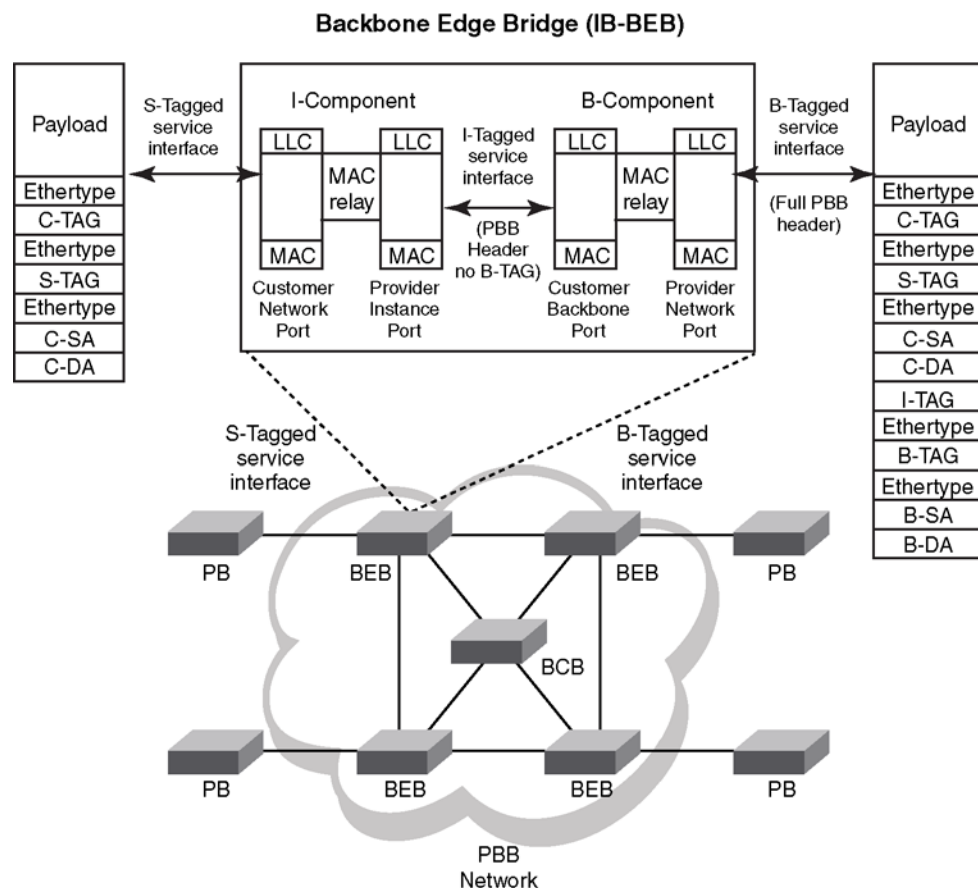 Backbone Edge Bridge (IB-BEB)
Payload
Ethertype
C-TAG
Ethertype
S-TAG
Ethertype
C-SA
C-DA
S-Tagged
service
interface
I-Component
LLC
LLC
MAC
relay
MAC
MAC
Customer
Network
Port
Provider
Instance
Port
I-Tagged
service
interface
(PBB
Header
no B-TAG)
B-Component
LLC
LLC
MAC
relay
MAC
MAC
Customer
Backbone
Port
Provider
Network
Port
B-Tagged
service
interface
(Full PBB
header)
Payload
Ethertype
C-TAG
Ethertype
S-TAG
Ethertype
C-SA
C-DA
I-TAG
Ethertype
B-TAG
Ethertype
B-SA
B-DA
S-Tagged
service
interface
B-Tagged
service
interface
PB
BEB
BEB
PB
BCB
PB
BEB
BEB
PB
PBB
Network